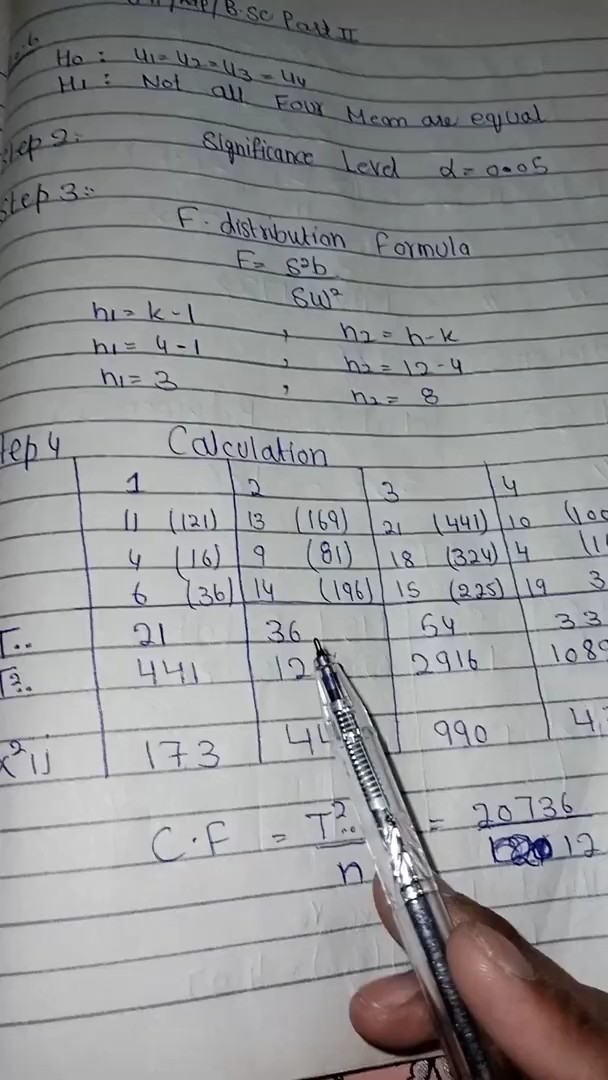 B.Sc Part II
H0: u1 = u2 = u3 = u4
H1: Not all Four Mean are equal
Step 2: Significance Level α = 0.05
Step 3:
F. distribution Formula
F = S²b
SW²
n1 = k - 1 , n2 = n - k
n1 = 4 - 1 , n2 = 12 - 4
n1 = 3 , n2 = 8
tep 4 Calculation
1 2 3 4
11 (121) 13 (169) 21 (441) 10
4 (16) 9 (81) 18 (324) 4
6 (36) 14 (196) 15 (225) 19
T.. 21 36 54 33
T².. 441 2916
x²ij 173 990
C.F = T².. = 20736
n 12